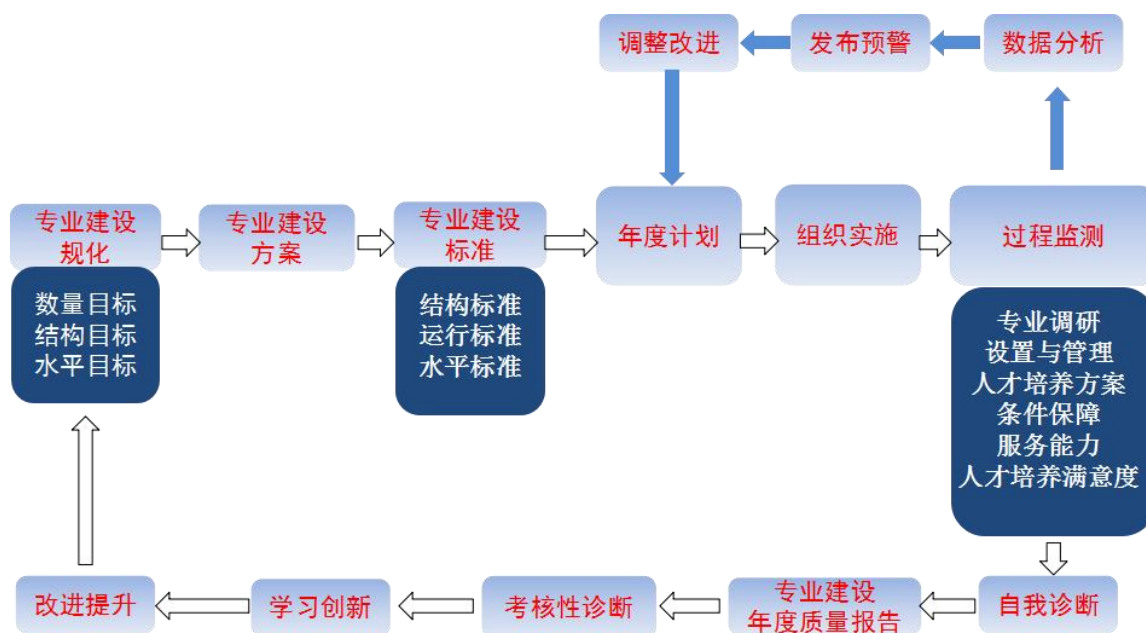 调整改进
发布预警
数据分析
专业建设
规化
专业建设
方案
专业建设
标准
年度计划
组织实施
过程监测
数量目标
结构目标
水平目标
结构标准
运行标准
水平标准
专业调研
设置与管理
人才培养方案
条件保障
服务能力
人才培养满意度
改进提升
学习创新
考核性诊断
专业建设
年度质量报告
自我诊断